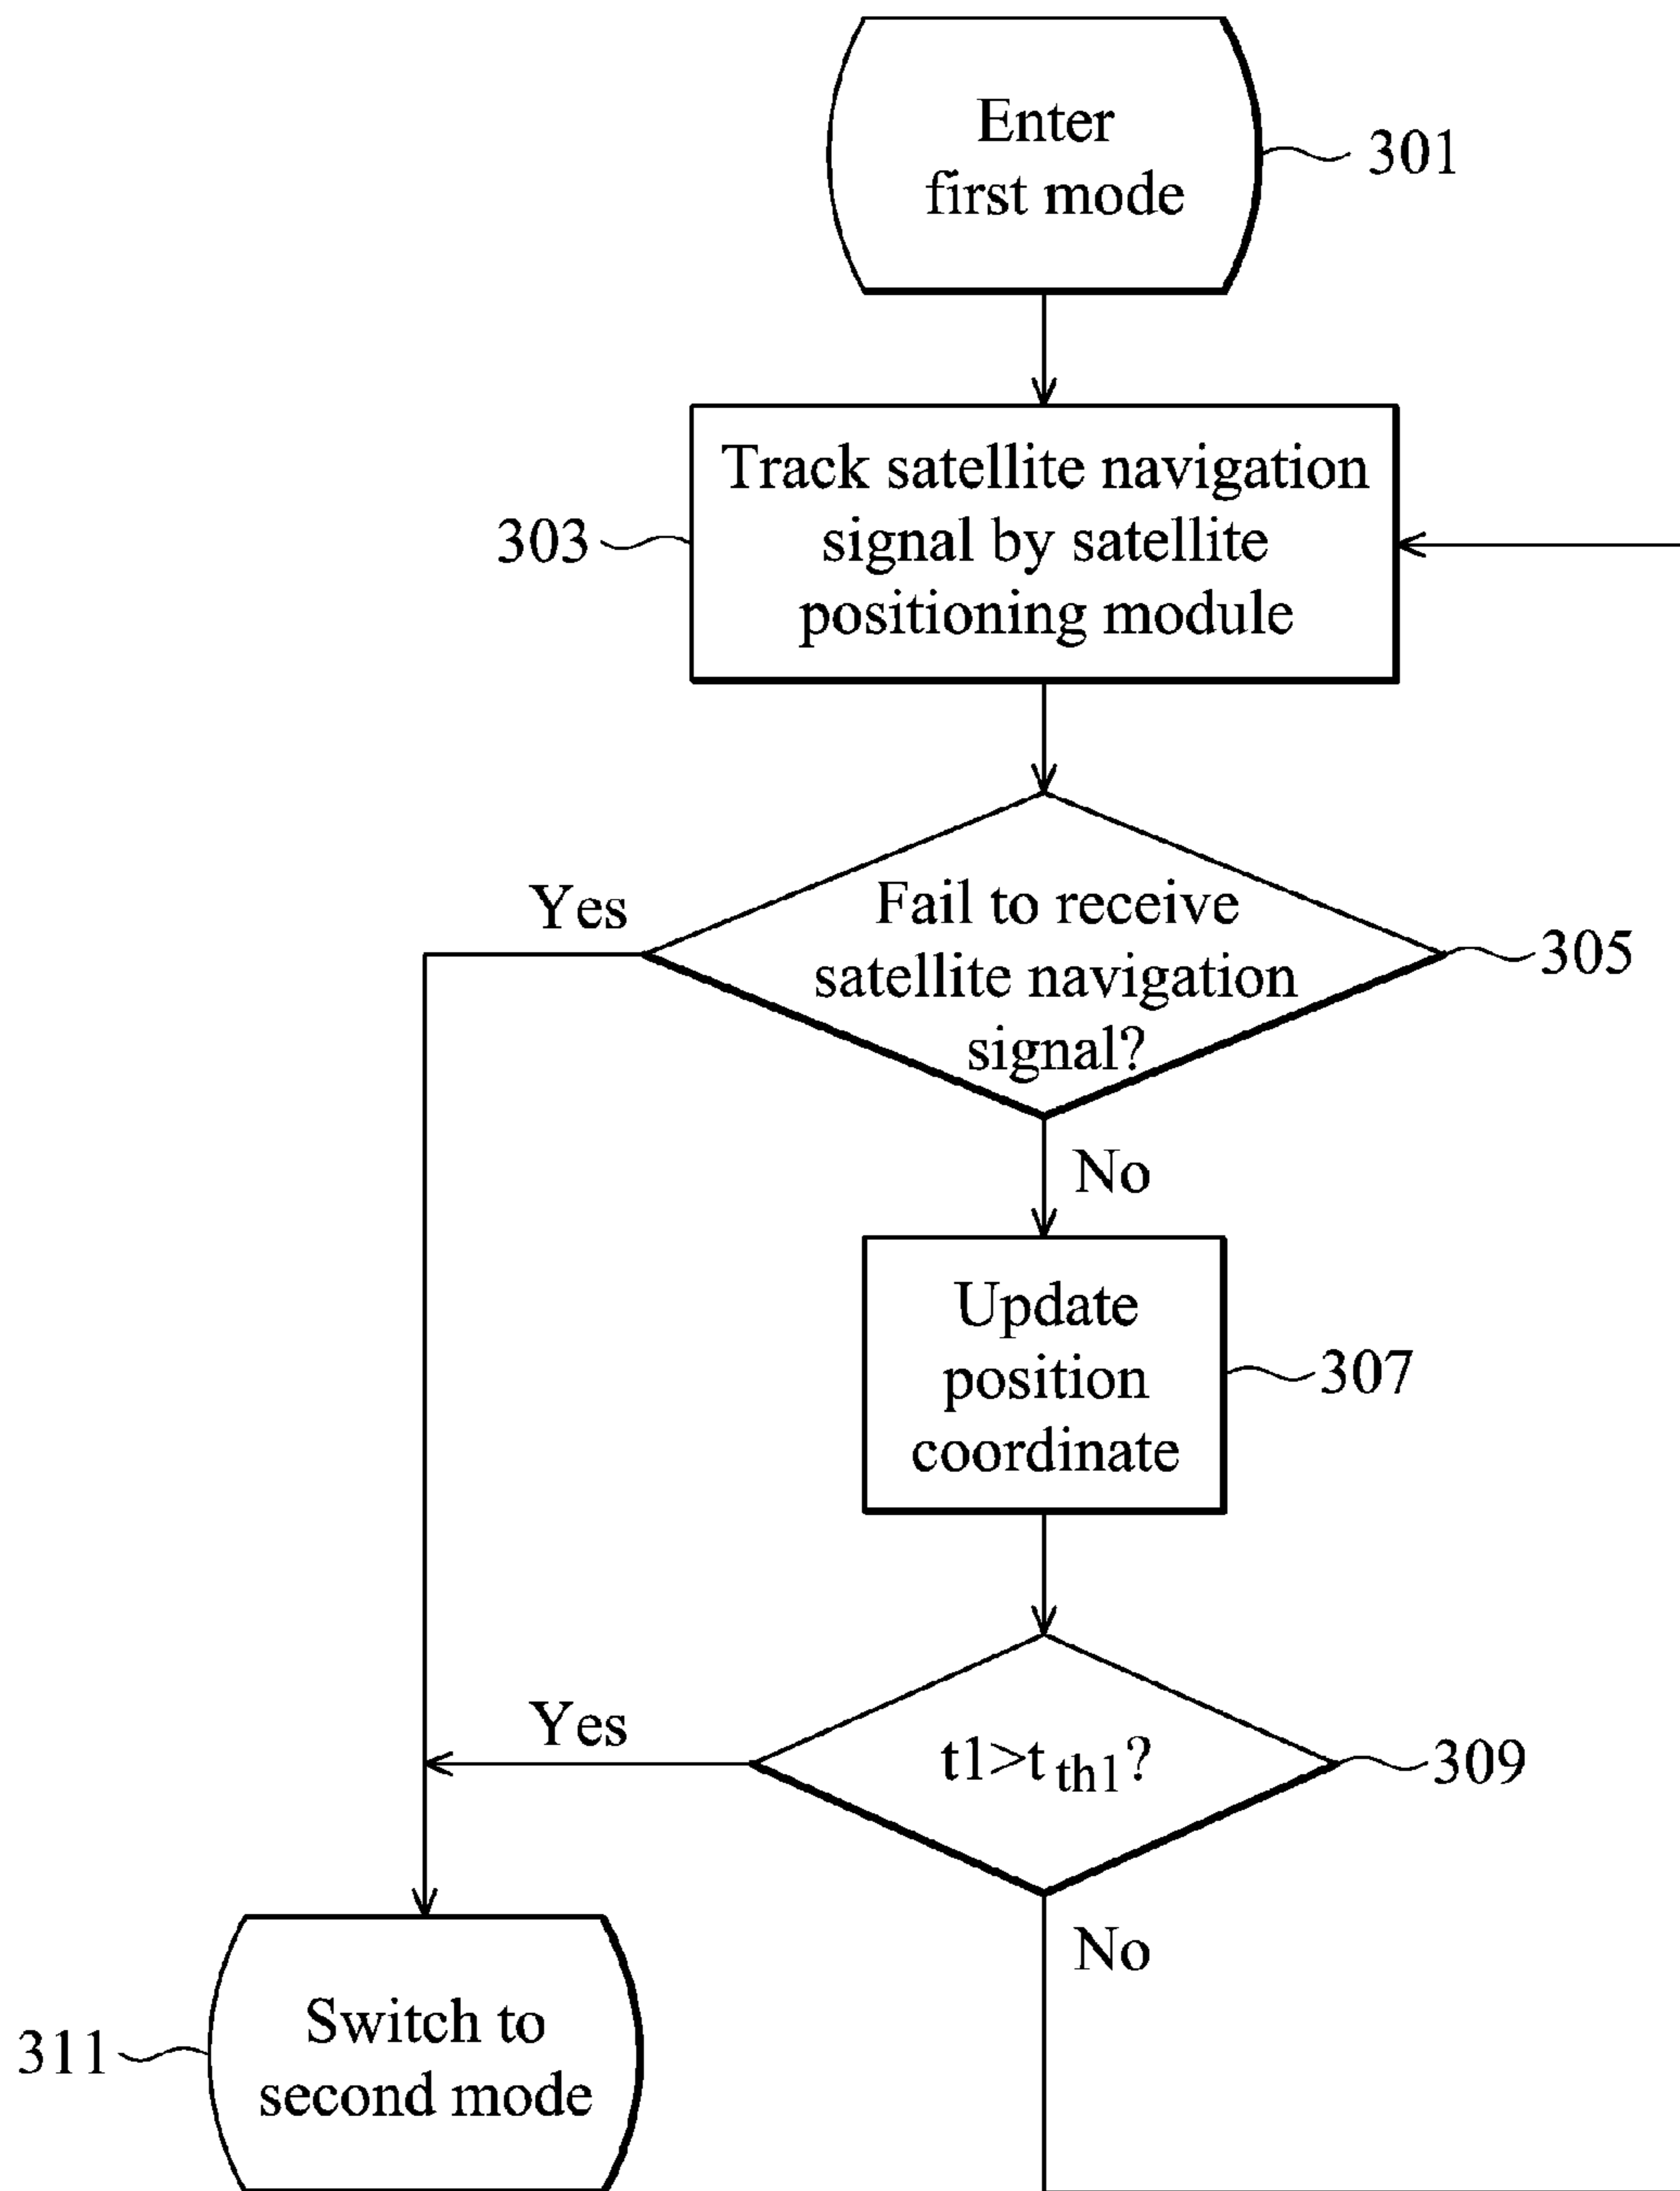 Enter
first mode
301
Track satellite navigation
signal by satellite
positioning module
303
Yes
Fail to receive
satellite navigation
signal?
305
No
Update
position
coordinate
307
Yes
t1>t th1?
309
No
Switch to
second mode
311